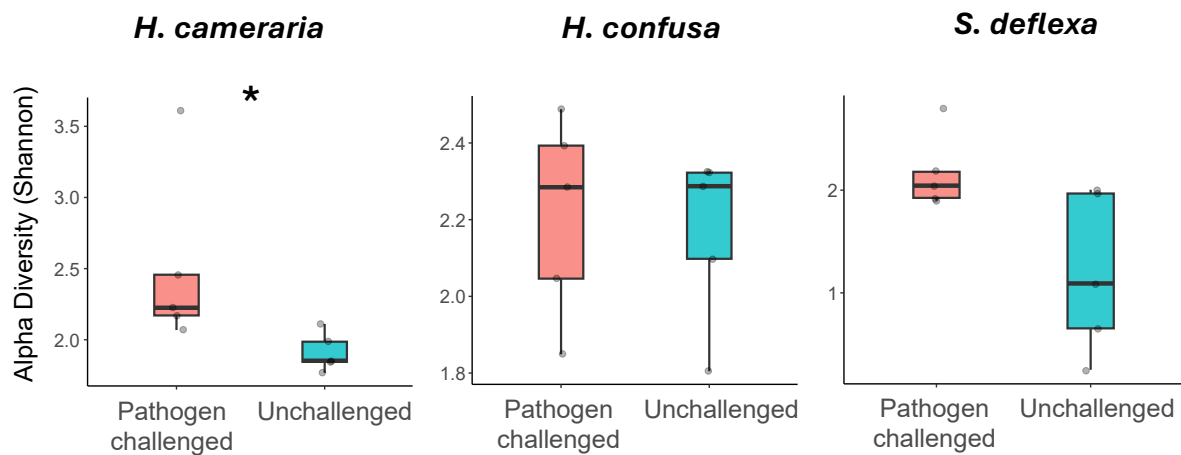 H. cameraria
H. confusa
S. deflexa
Alpha Diversity (Shannon)
*
3.5
3.0
2.5
2.0
2.4
2.2
2.0
1.8
2
1
Pathogen
challenged
Unchallenged
Pathogen
challenged
Unchallenged
Pathogen
challenged
Unchallenged